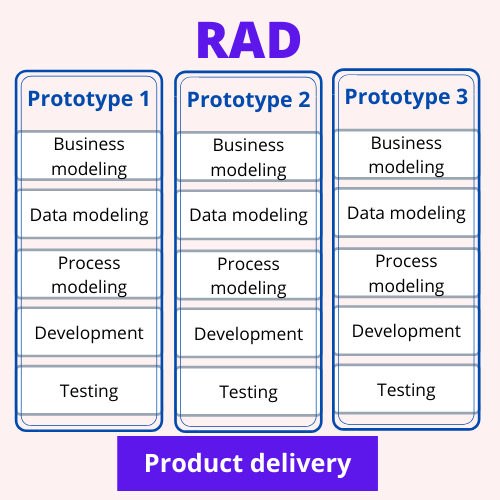 RAD
Prototype 1
Business
modeling
Data modeling
Process
modeling
Development
Testing
Prototype 2
Business
modeling
Data modeling
Process
modeling
Development
Testing
Prototype 3
Business
modeling
Data modeling
Process
modeling
Development
Testing
Product delivery